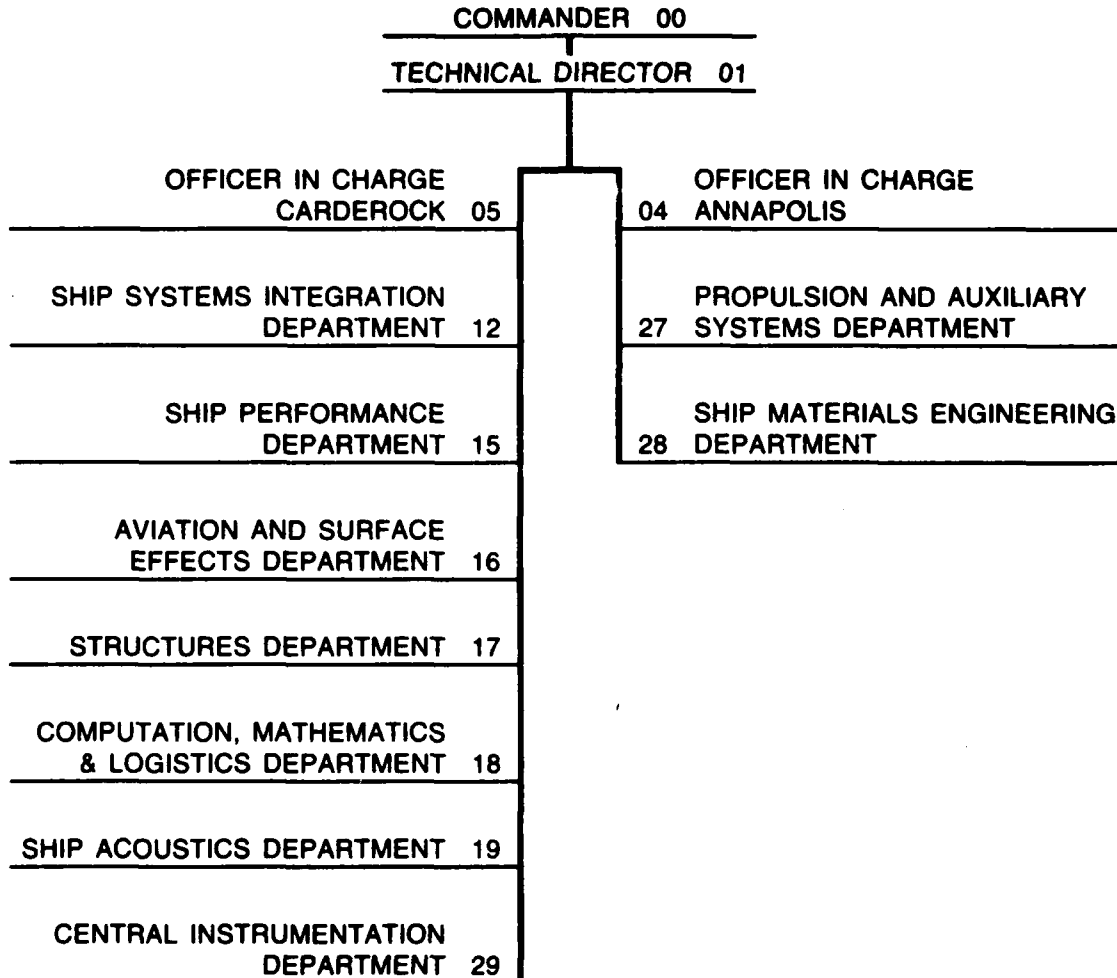 COMMANDER 00
TECHNICAL DIRECTOR 01
OFFICER IN CHARGE
CARDEROCK 05
OFFICER IN CHARGE
04 ANNAPOLIS
SHIP SYSTEMS INTEGRATION
DEPARTMENT 12
PROPULSION AND AUXILIARY
27 SYSTEMS DEPARTMENT
SHIP PERFORMANCE
DEPARTMENT 15
SHIP MATERIALS ENGINEERING
28 DEPARTMENT
AVIATION AND SURFACE
EFFECTS DEPARTMENT 16
STRUCTURES DEPARTMENT 17
COMPUTATION, MATHEMATICS
& LOGISTICS DEPARTMENT 18
SHIP ACOUSTICS DEPARTMENT 19
CENTRAL INSTRUMENTATION
DEPARTMENT 29